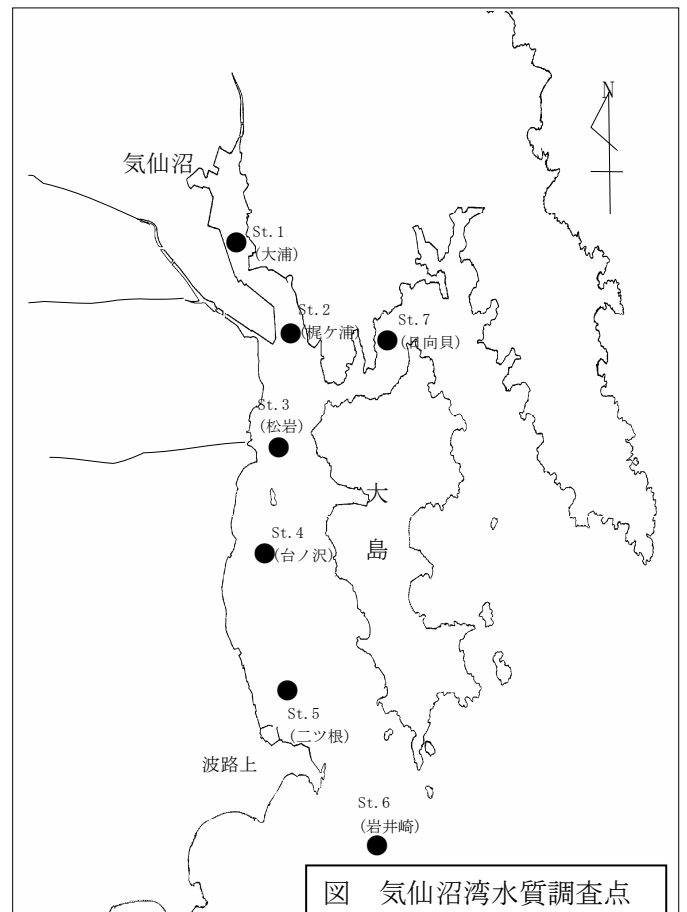 N
気仙沼
St.1
(大浦)
St.2
(梶ケ浦)
St.7
(日向貝)
St.3
(松岩)
大
島
St.4
(台ノ沢)
St.5
(二ツ根)
波路上
St.6
(岩井崎)
図 気仙沼湾水質調査点